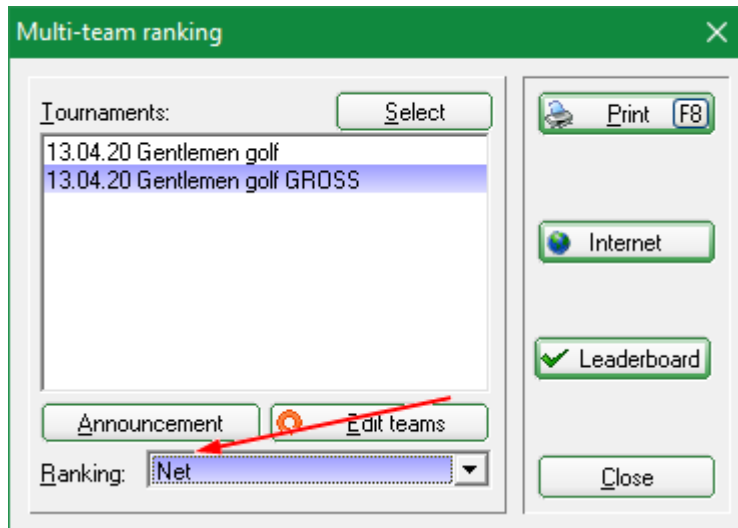 Multi-team ranking
Tournaments:
Select
13.04.20 Gentlemen golf
13.04.20 Gentlemen golf GROSS
Announcement
Edit teams
Ranking:
Net
Print F8
Internet
Leaderboard
Close